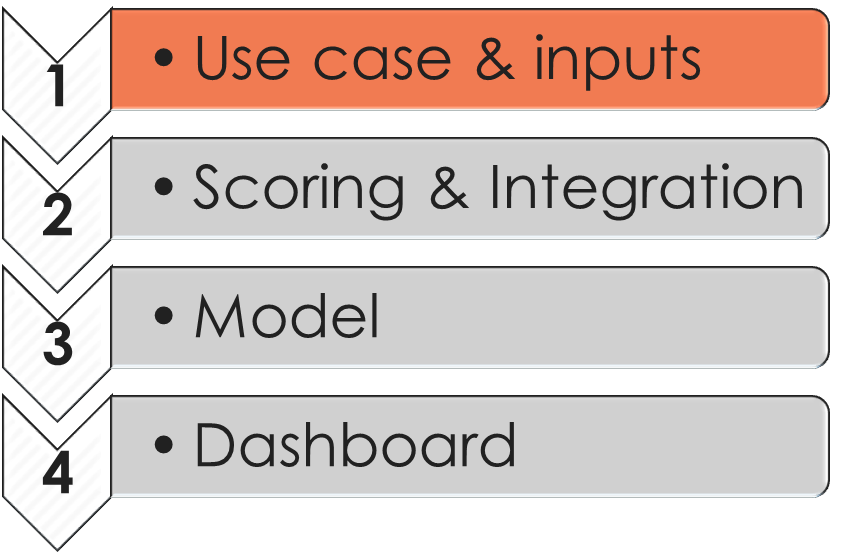 1 • Use case & inputs
2 • Scoring & Integration
3 • Model
4 • Dashboard